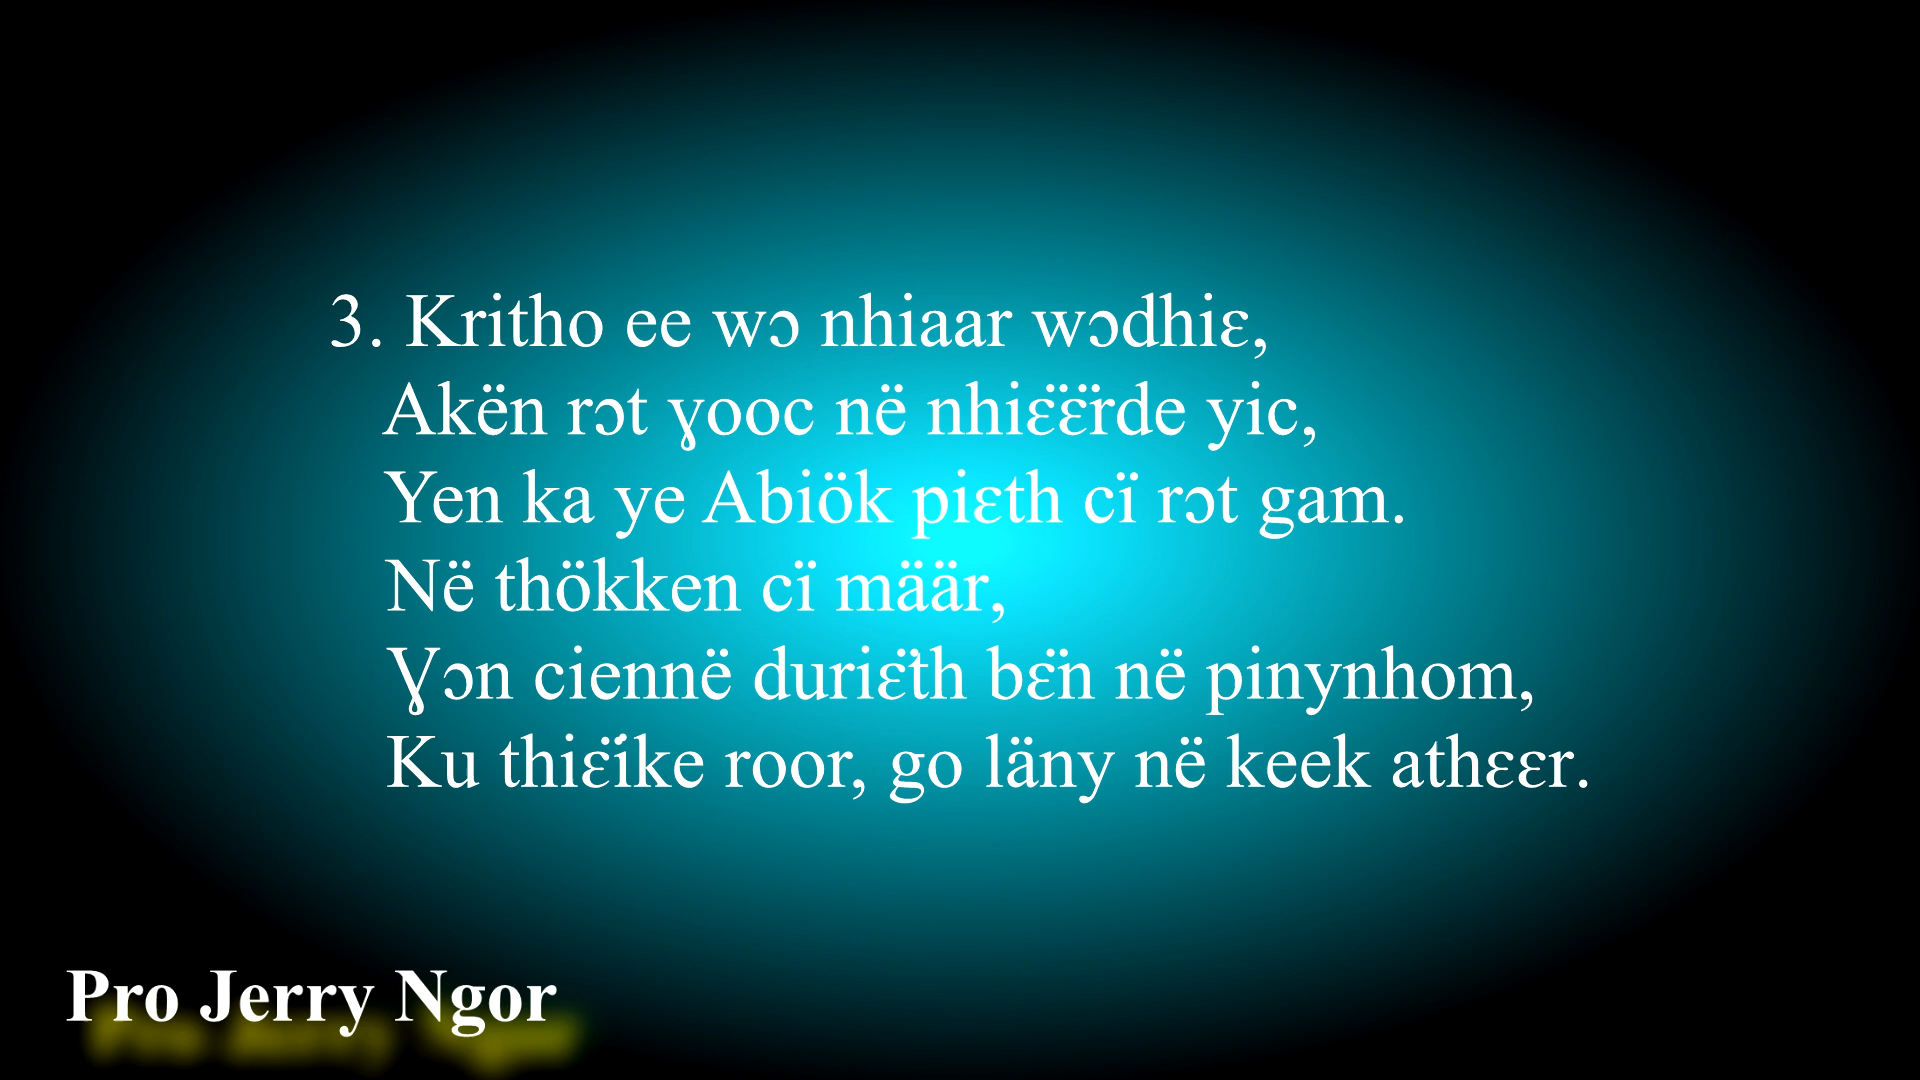 3. Kritho ee wɔ nhiaar wɔdhiɛ,
Akën rɔt ɣooc në nhiɛ̈ɛ̈rde yic,
Yen ka ye Abiök piɛth cï rɔt gam.
Në thökken cï määr,
Ɣɔn ciennë duriɛ̈th bɛ̈n në pinynhom,
Ku thiɛ̈ïke roor, go läny në keek athɛɛr.
Pro Jerry Ngor